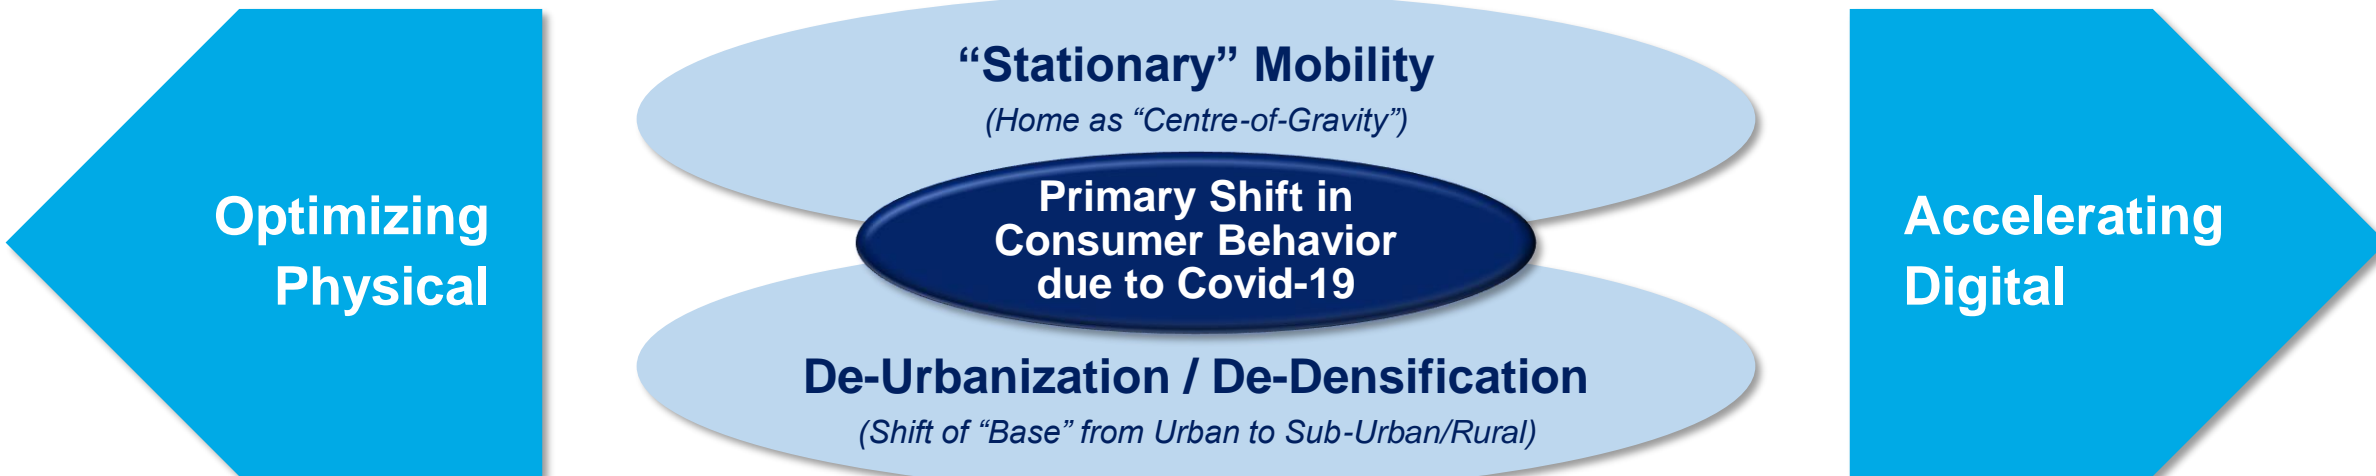 Optimizing
Physical
“Stationary” Mobility
(Home as “Centre-of-Gravity”)
Primary Shift in
Consumer Behavior
due to Covid-19
De-Urbanization / De-Densification
(Shift of “Base” from Urban to Sub-Urban/Rural)
Accelerating
Digital